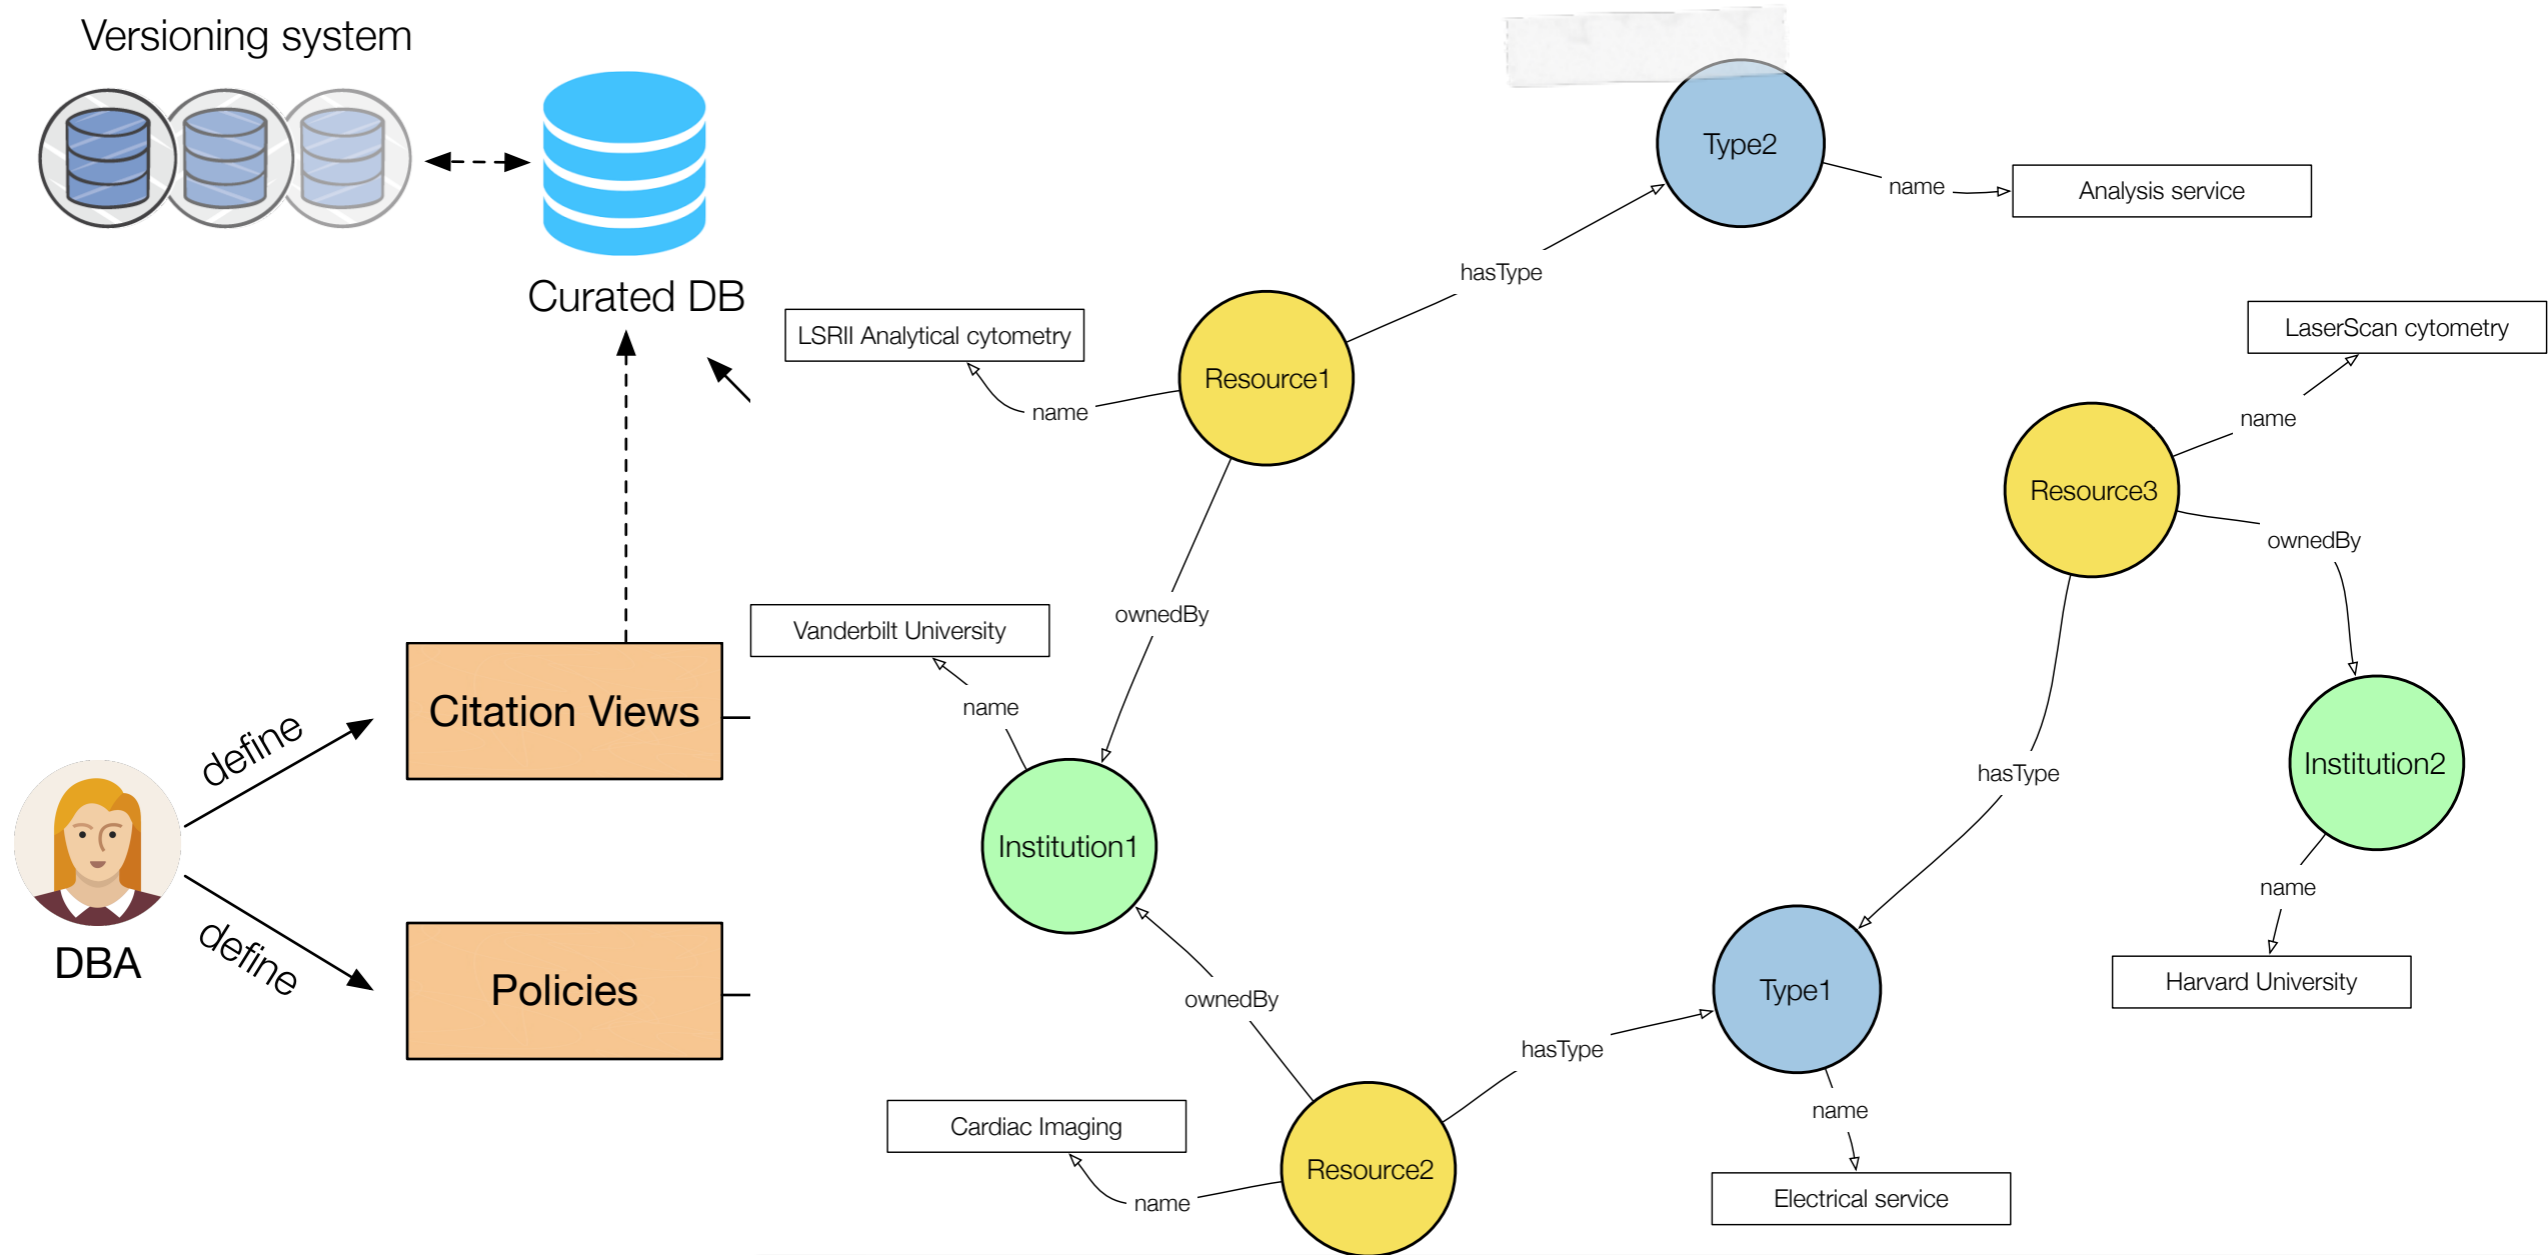 Versioning system
Curated DB
define
Citation Views
define
Policies
DBA
Type2
name
Analysis service
hasType
LSRII Analytical cytometry
Resource1
name
LaserScan cytometry
name
Resource3
ownedBy
ownedBy
Vanderbilt University
name
Institution1
hasType
Institution2
name
Harvard University
ownedBy
Type1
hasType
name
Cardiac Imaging
Resource2
name
Electrical service